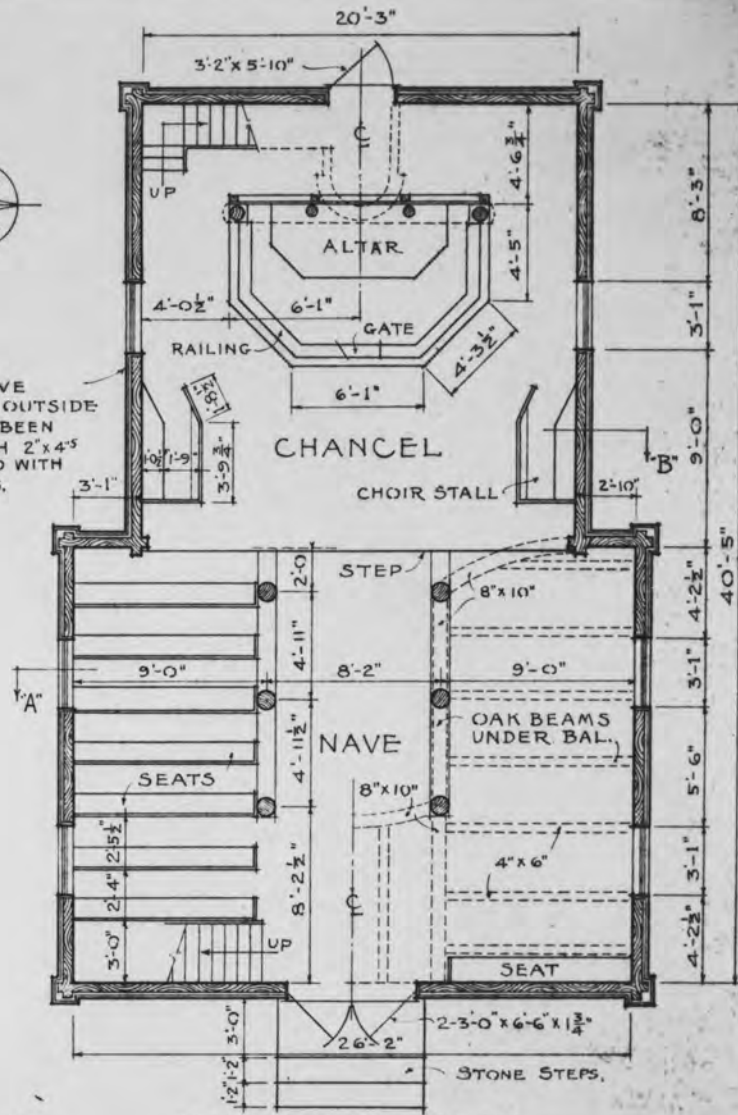 20'-3"
3'-2" x 5'-10"
C L
UP
ALTAR
4'-6 3/4"
4'-5"
8'-3"
4'-0 1/2"
6'-1"
GATE
RAILING
4'-3 1/2"
6'-1"
3'-1"
VE
OUTSIDE
BEEN
H 2"x4"s
D WITH
CHANCEL
1'-9"
3'-9 3/4"
3'-1"
CHOIR STALL
"B"
2'-10"
9'-0"
40'-5"
STEP
2'-0
8"x10"
4'-2 1/2"
4'-11"
9'-0"
8'-2"
9'-0"
3'-1"
"A"
NAVE
OAK BEAMS
UNDER BAL.
4'-11 1/2"
5'-6"
SEATS
8"x10"
2'-5 1/2"
4"x6"
3'-1"
2'-4"
8'-2 1/2"
C L
3'-0"
UP
SEAT
4'-2 1/2"
2-3'-0" x 6'-6" x 1 3/4"
3'-0"
26'-2"
1'-2"
1'-2"
STONE STEPS.